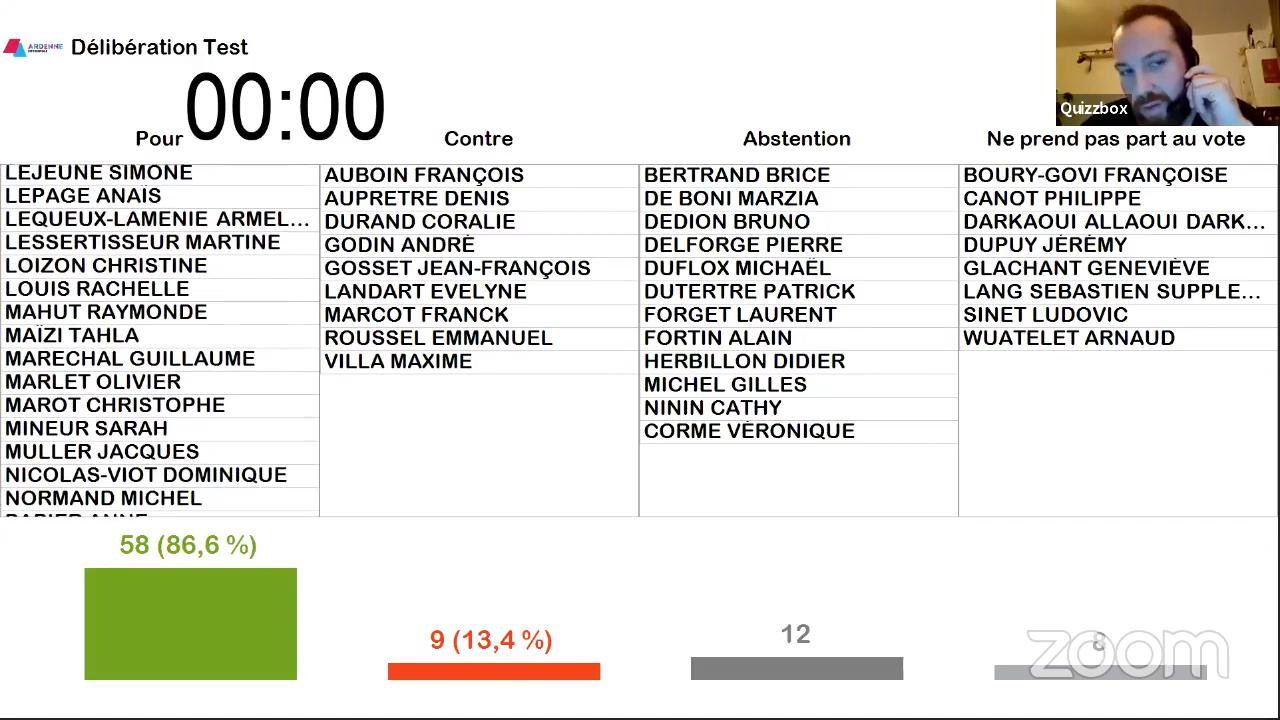 ARDENNE
Délibération Test
00:00
Quizzbox
Pour
Contre
Abstention
Ne prend pas part au vote
LEJEUNE SIMONE
LEPAGE ANAÏS
LEQUEUX-LAMENIE ARMEL...
LESSERTISSEUR MARTINE
LOIZON CHRISTINE
LOUIS RACHELLE
MAHUT RAYMONDE
MAÏZI TAHLA
MARECHAL GUILLAUME
MARLET OLIVIER
MAROT CHRISTOPHE
MINEUR SARAH
MULLER JACQUES
NICOLAS-VIOT DOMINIQUE
NORMAND MICHEL
AUBOIN FRANÇOIS
AUPRETRE DENIS
DURAND CORALIE
GODIN ANDRÉ
GOSSET JEAN-FRANÇOIS
LANDART EVELYNE
MARCOT FRANCK
ROUSSEL EMMANUEL
VILLA MAXIME
BERTRAND BRICE
DE BONI MARZIA
DEDION BRUNO
DELFORGE PIERRE
DUFLOX MICHAËL
DUTERTRE PATRICK
FORGET LAURENT
FORTIN ALAIN
HERBILLON DIDIER
MICHEL GILLES
NININ CATHY
CORME VÉRONIQUE
BOURY-GOVI FRANÇOISE
CANOT PHILIPPE
DARKAOUI ALLAOUI DARK...
DUPUY JÉRÉMY
GLACHANT GENEVIÈVE
LANG SEBASTIEN SUPPLE...
SINET LUDOVIC
WUATELET ARNAUD
58 (86,6 %)
9 (13,4 %)
12
8
zoom